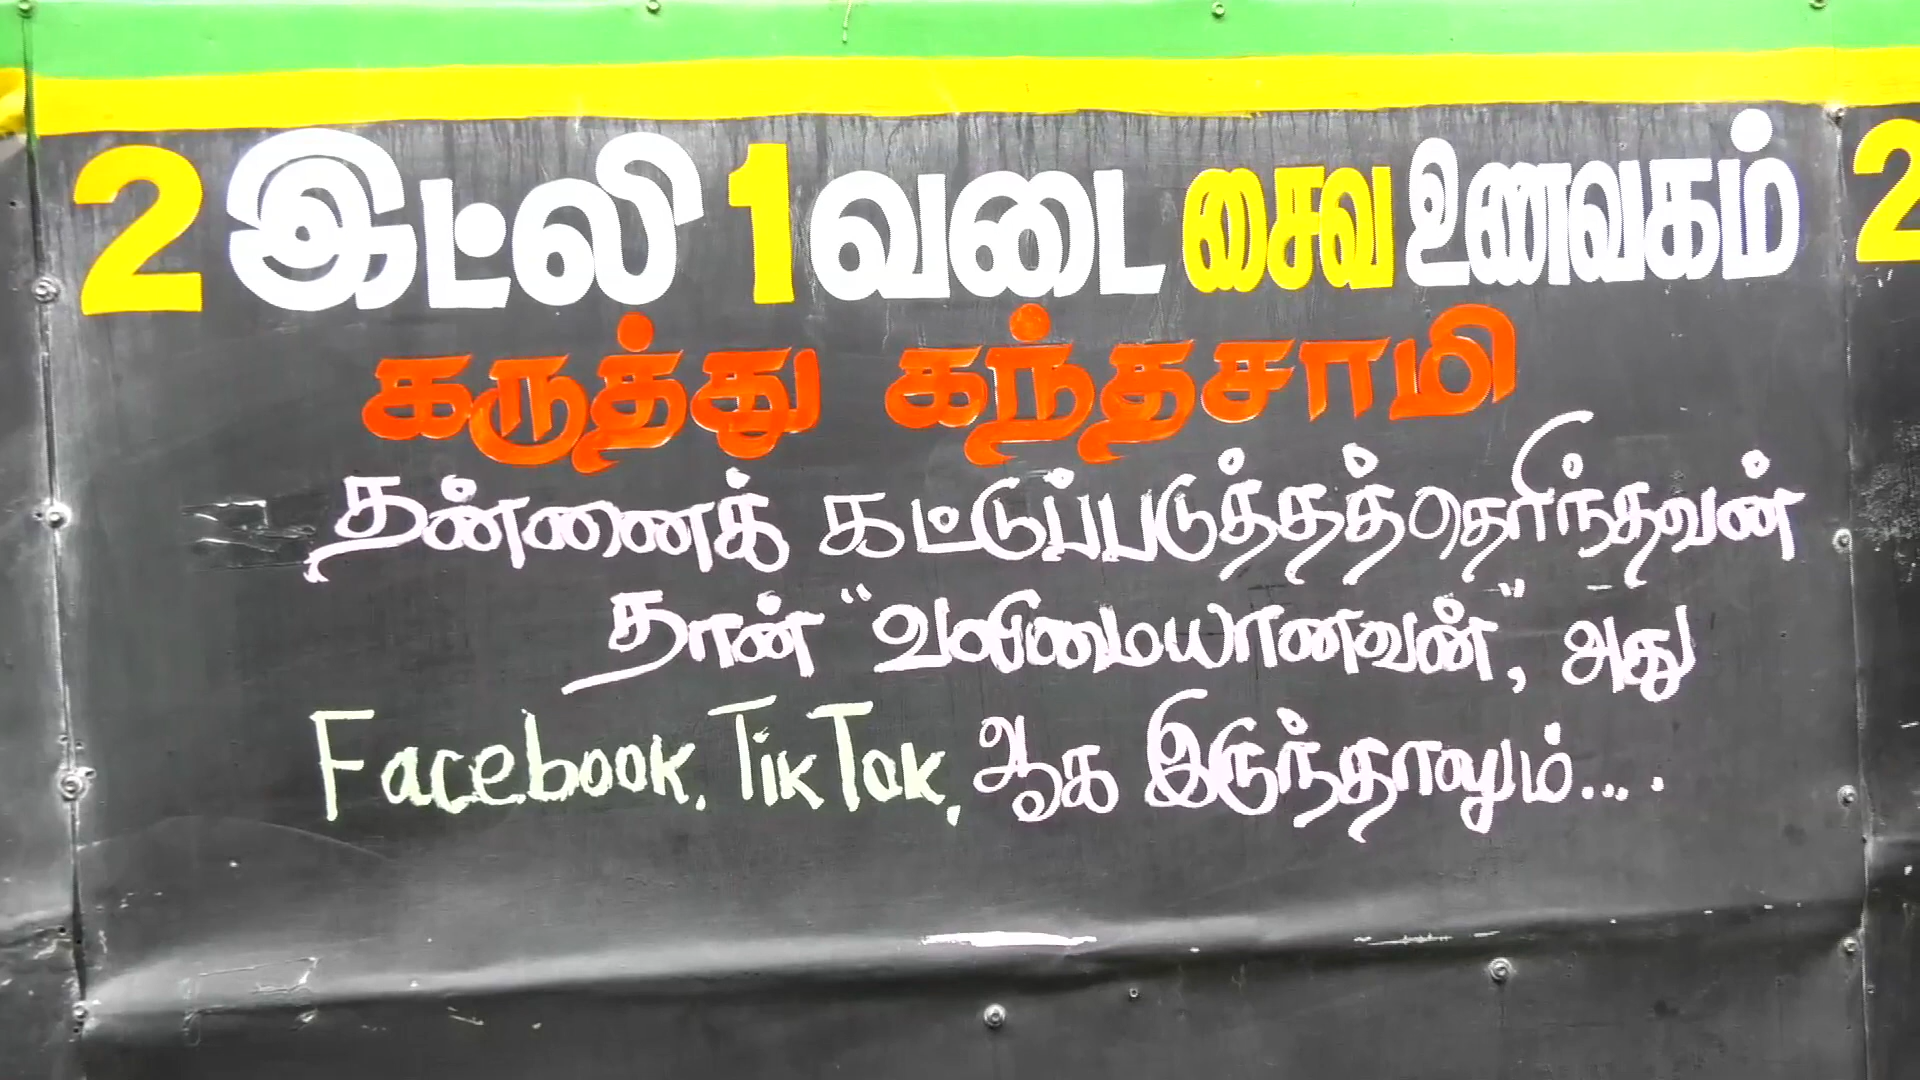 2 இட்லி 1 வடை சைவ உணவகம் 2
கருத்து கந்தசாமி
தன்னைக் கட்டுப்படுத்தத்தெரிந்தவன்
தான் "வலிமையானவன்", அது
Facebook, TikTok, ஆக இருந்தாலும்....